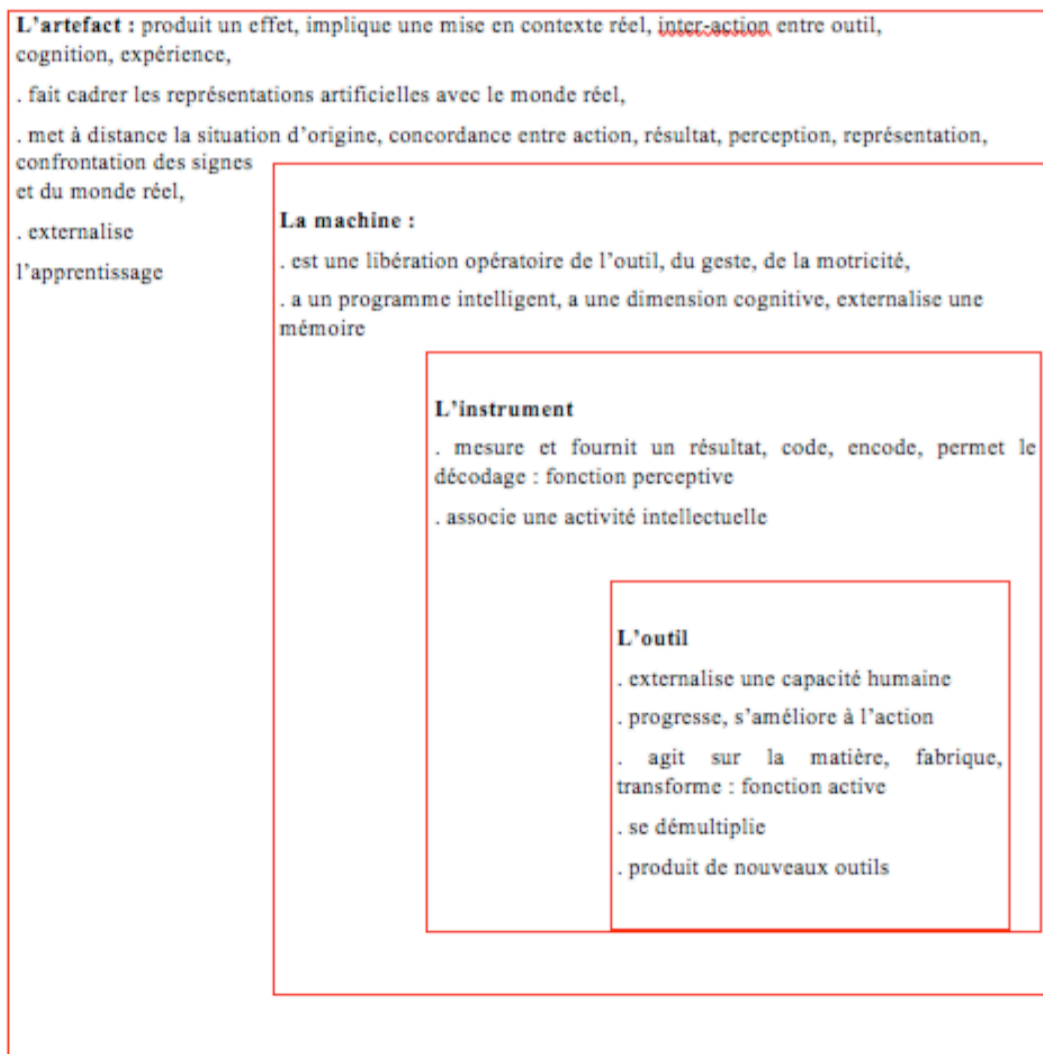 L’artefact : produit un effet, implique une mise en contexte réel, inter-action entre outil,
cognition, expérience,
. fait cadrer les représentations artificielles avec le monde réel,
. met à distance la situation d’origine, concordance entre action, résultat, perception, représentation,
confrontation des signes
et du monde réel,
. externalise
l’apprentissage
La machine :
. est une libération opératoire de l’outil, du geste, de la motricité,
. a un programme intelligent, a une dimension cognitive, externalise une
mémoire
L’instrument
. mesure et fournit un résultat, code, encode, permet le
décodage : fonction perceptive
. associe une activité intellectuelle
L’outil
. externalise une capacité humaine
. progresse, s’améliore à l’action
. agit sur la matière, fabrique,
transforme : fonction active
. se démultiplie
. produit de nouveaux outils